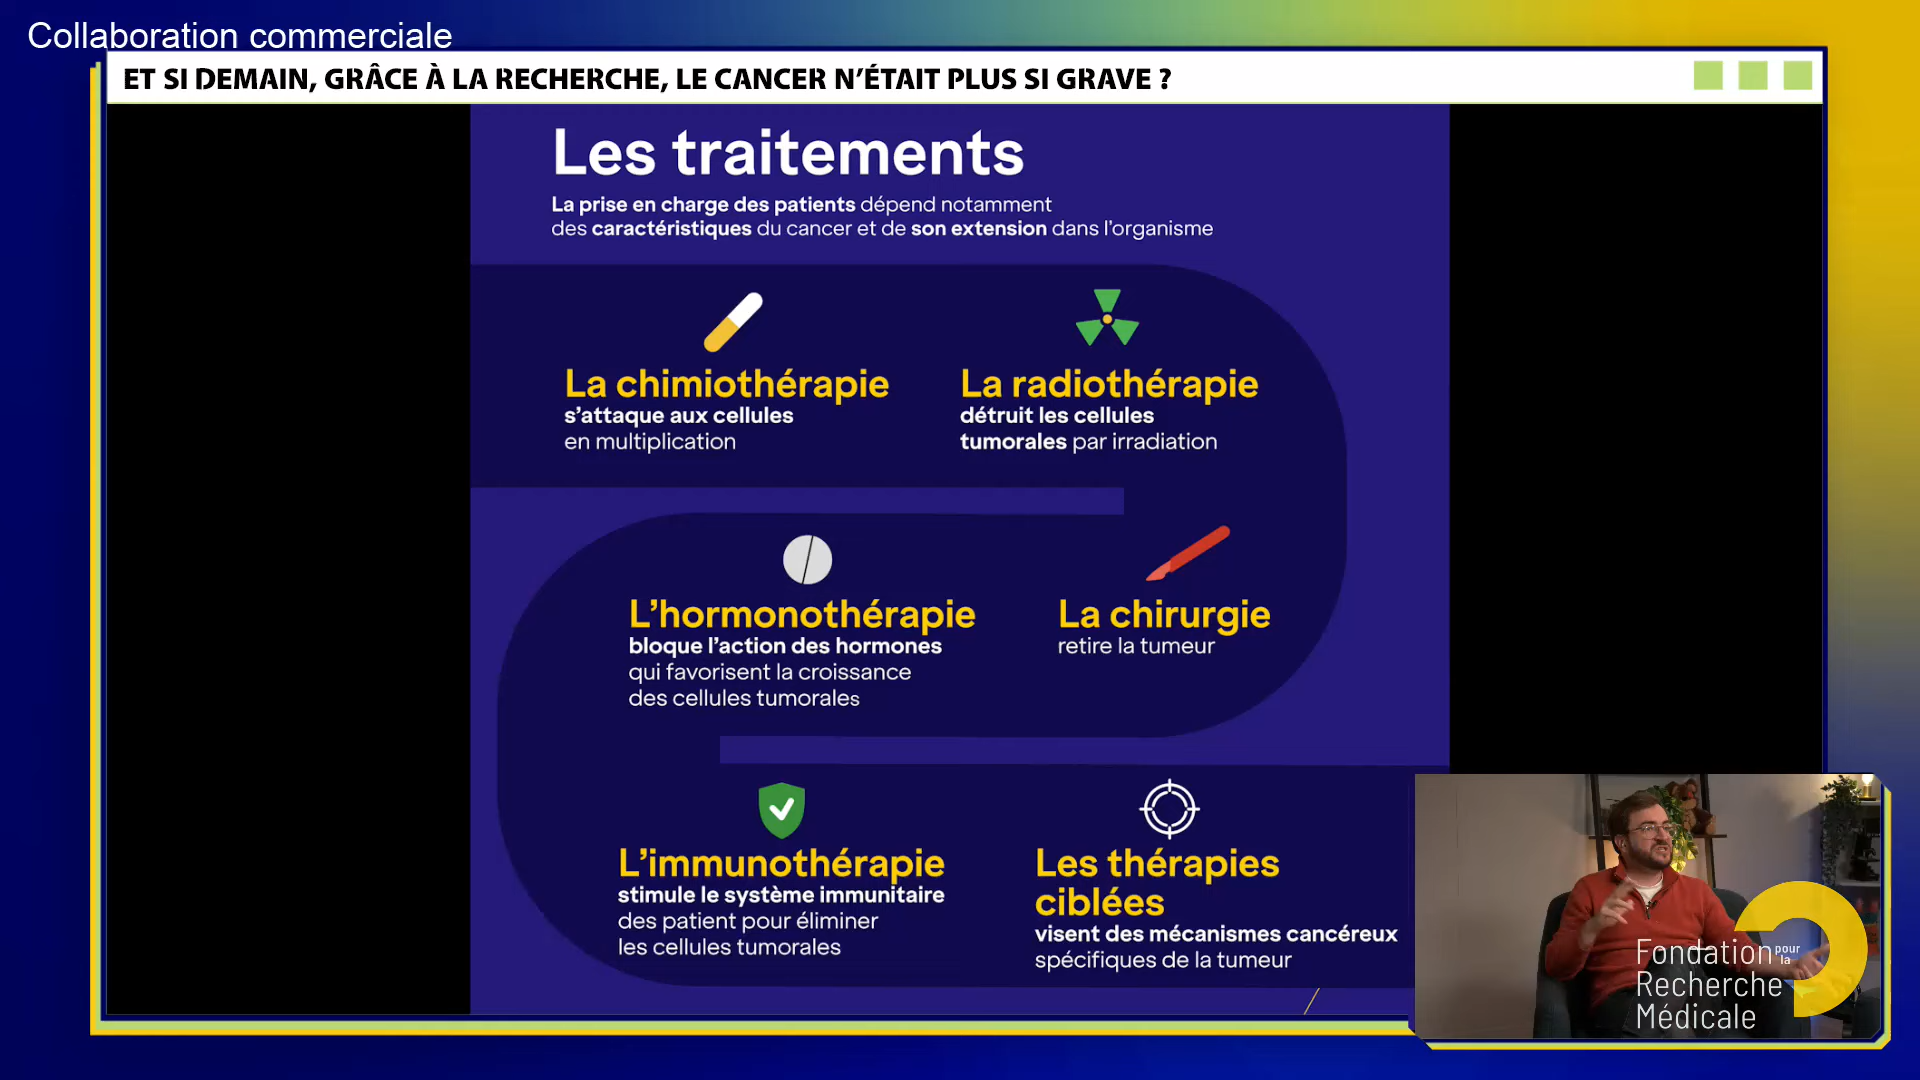 Collaboration commerciale
ET SI DEMAIN, GRÂCE À LA RECHERCHE, LE CANCER N'ÉTAIT PLUS SI GRAVE ?
Les traitements
La prise en charge des patients dépend notamment
des caractéristiques du cancer et de son extension dans l'organisme
La chimiothérapie
s'attaque aux cellules
en multiplication
La radiothérapie
détruit les cellules
tumorales par irradiation
L'hormonothérapie
bloque l'action des hormones
qui favorisent la croissance
des cellules tumorales
La chirurgie
retire la tumeur
L'immunothérapie
stimule le système immunitaire
des patient pour éliminer
les cellules tumorales
Les thérapies
ciblées
visent des mécanismes cancéreux
spécifiques de la tumeur
Fondation pour la
Recherche
Médicale